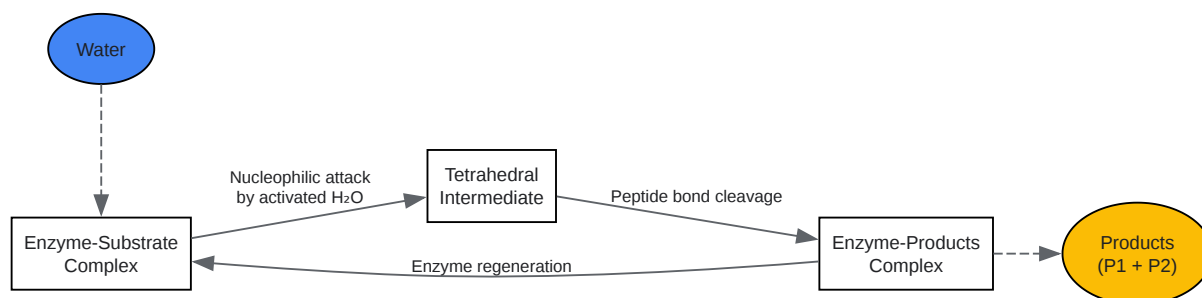 Water
Nucleophilic attack
by activated H₂O
Tetrahedral
Intermediate
Peptide bond cleavage
Enzyme-Substrate
Complex
Enzyme regeneration
Enzyme-Products
Complex
Products
(P1 + P2)